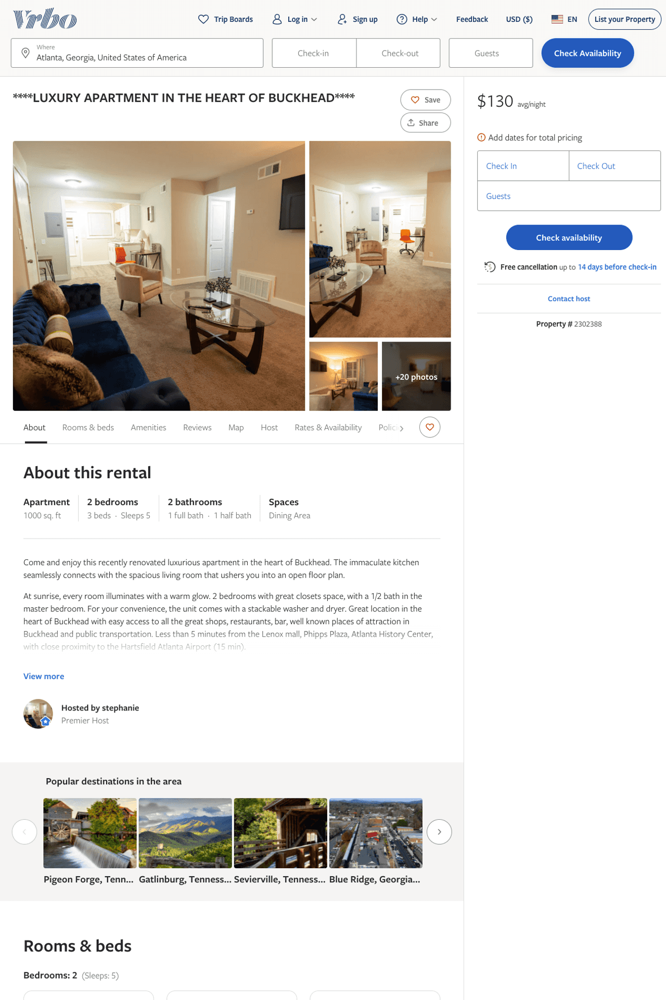 Vrbo
Trip Boards
Log in
Sign up
Help
Feedback
USD ($)
EN
List your Property
Where
Atlanta, Georgia, United States of America
Check-in
Check-out
Guests
Check Availability
****LUXURY APARTMENT IN THE HEART OF BUCKHEAD****
Save
Share
+20 photos
$130 avg/night
Add dates for total pricing
Check In
Check Out
Guests
Check availability
Free cancellation up to 14 days before check-in
Contact host
Property # 2302388
About
Rooms & beds
Amenities
Reviews
Map
Host
Rates & Availability
Polici
About this rental
Apartment
1000 sq. ft
2 bedrooms
3 beds · Sleeps 5
2 bathrooms
1 full bath · 1 half bath
Spaces
Dining Area
Come and enjoy this recently renovated luxurious apartment in the heart of Buckhead. The immaculate kitchen
seamlessly connects with the spacious living room that ushers you into an open floor plan.
At sunrise, every room illuminates with a warm glow. 2 bedrooms with great closets space, with a 1/2 bath in the
master bedroom. For your convenience, the unit comes with a stackable washer and dryer. Great location in the
heart of Buckhead with easy access to all the great shops, restaurants, bar, well known places of attraction in
Buckhead and public transportation. Less than 5 minutes from the Lenox mall, Phipps Plaza, Atlanta History Center,
with close proximity to the Hartsfield Atlanta Airport (15 min).
View more
Hosted by stephanie
Premier Host
Popular destinations in the area
Pigeon Forge, Tenn...
Gatlinburg, Tenness...
Sevierville, Tenness...
Blue Ridge, Georgia...
Rooms & beds
Bedrooms: 2 (Sleeps: 5)